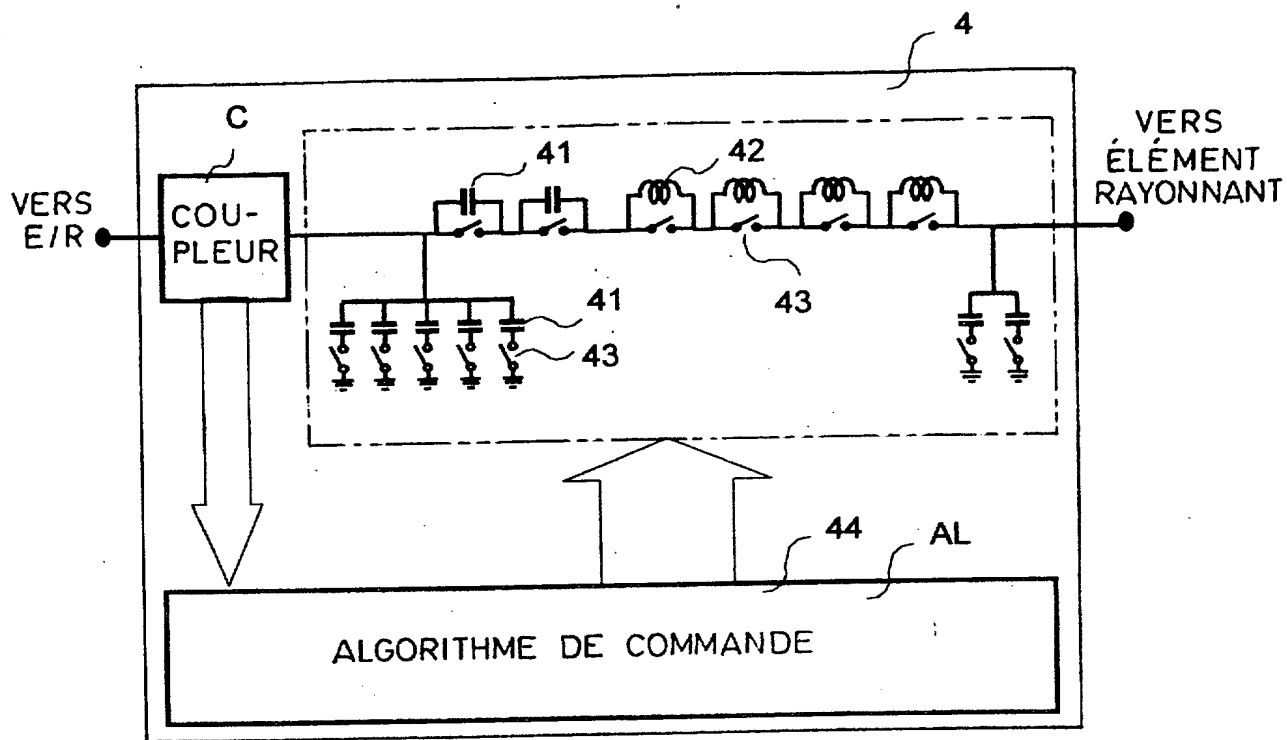 4
C
VERS
E/R
COU-
PLEUR
41
42
43
41
43
VERS
ÉLÉMENT
RAYONNANT
44
AL
ALGORITHME DE COMMANDE